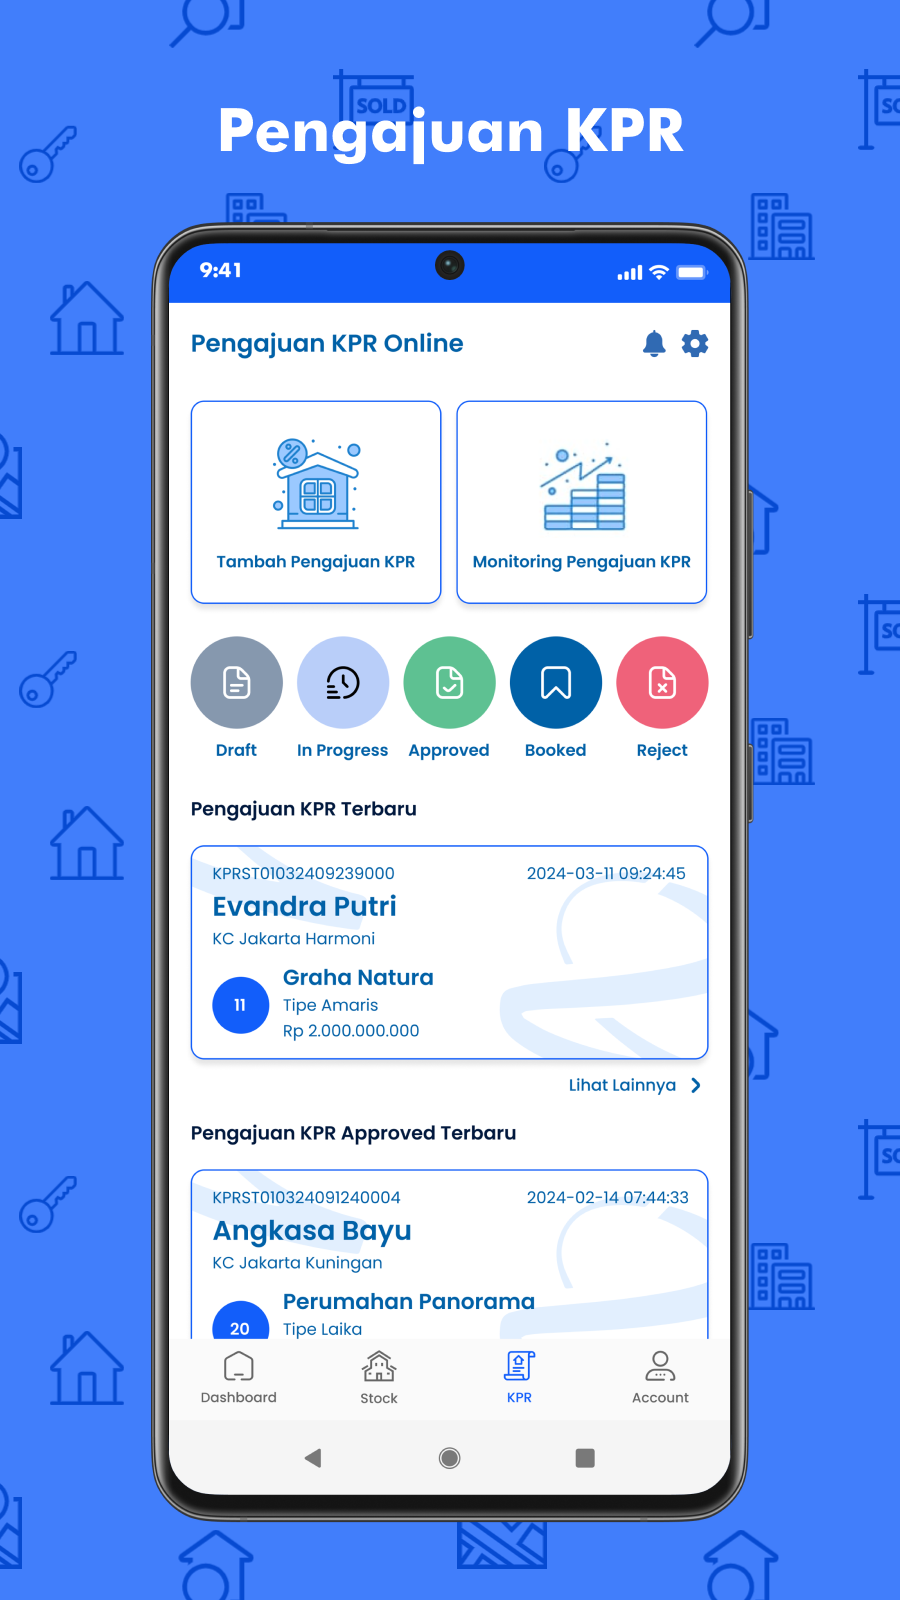 SOLD
Pengajuan KPR
9:41
Pengajuan KPR Online
Tambah Pengajuan KPR
Monitoring Pengajuan KPR
Draft
In Progress
Approved
Booked
Reject
Pengajuan KPR Terbaru
KPRST01032409239000
2024-03-11 09:24:45
Evandra Putri
KC Jakarta Harmoni
Graha Natura
11
Tipe Amaris
Rp 2.000.000.000
Lihat Lainnya
Pengajuan KPR Approved Terbaru
KPRST010324091240004
2024-02-14 07:44:33
Angkasa Bayu
KC Jakarta Kuningan
Perumahan Panorama
20
Tipe Laika
Dashboard
Stock
KPR
Account